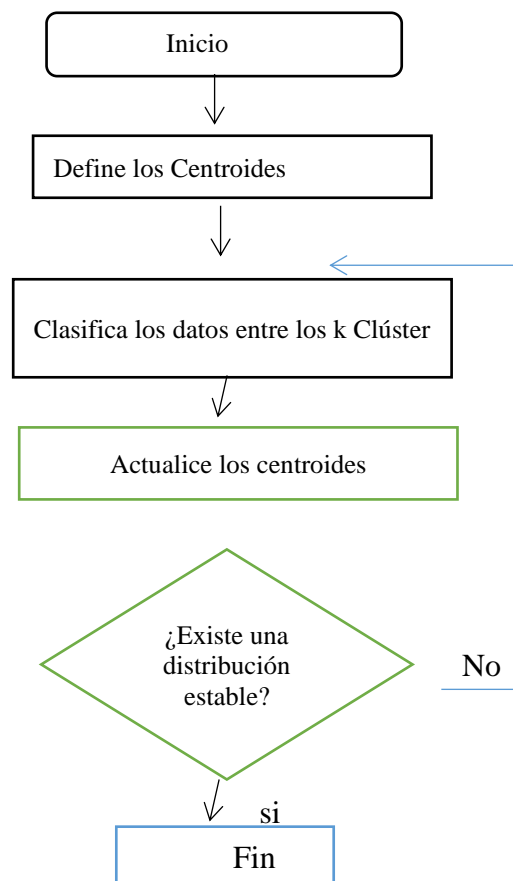 Inicio
Define los Centroides
Clasifica los datos entre los k Clúster
Actualice los centroides
¿Existe una
distribución
estable?
No
si
Fin